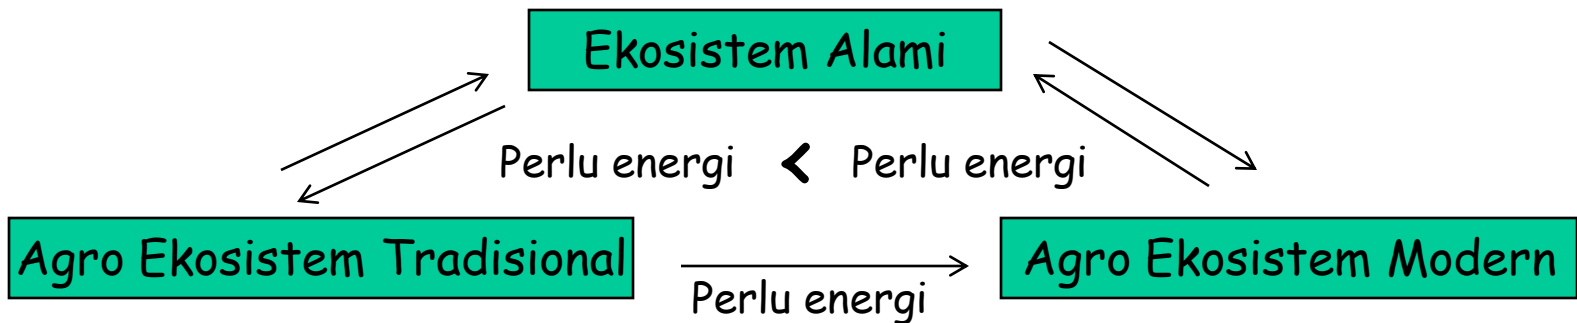 Ekosistem Alami
Perlu energi < Perlu energi
Agro Ekosistem Tradisional
Agro Ekosistem Modern
Perlu energi